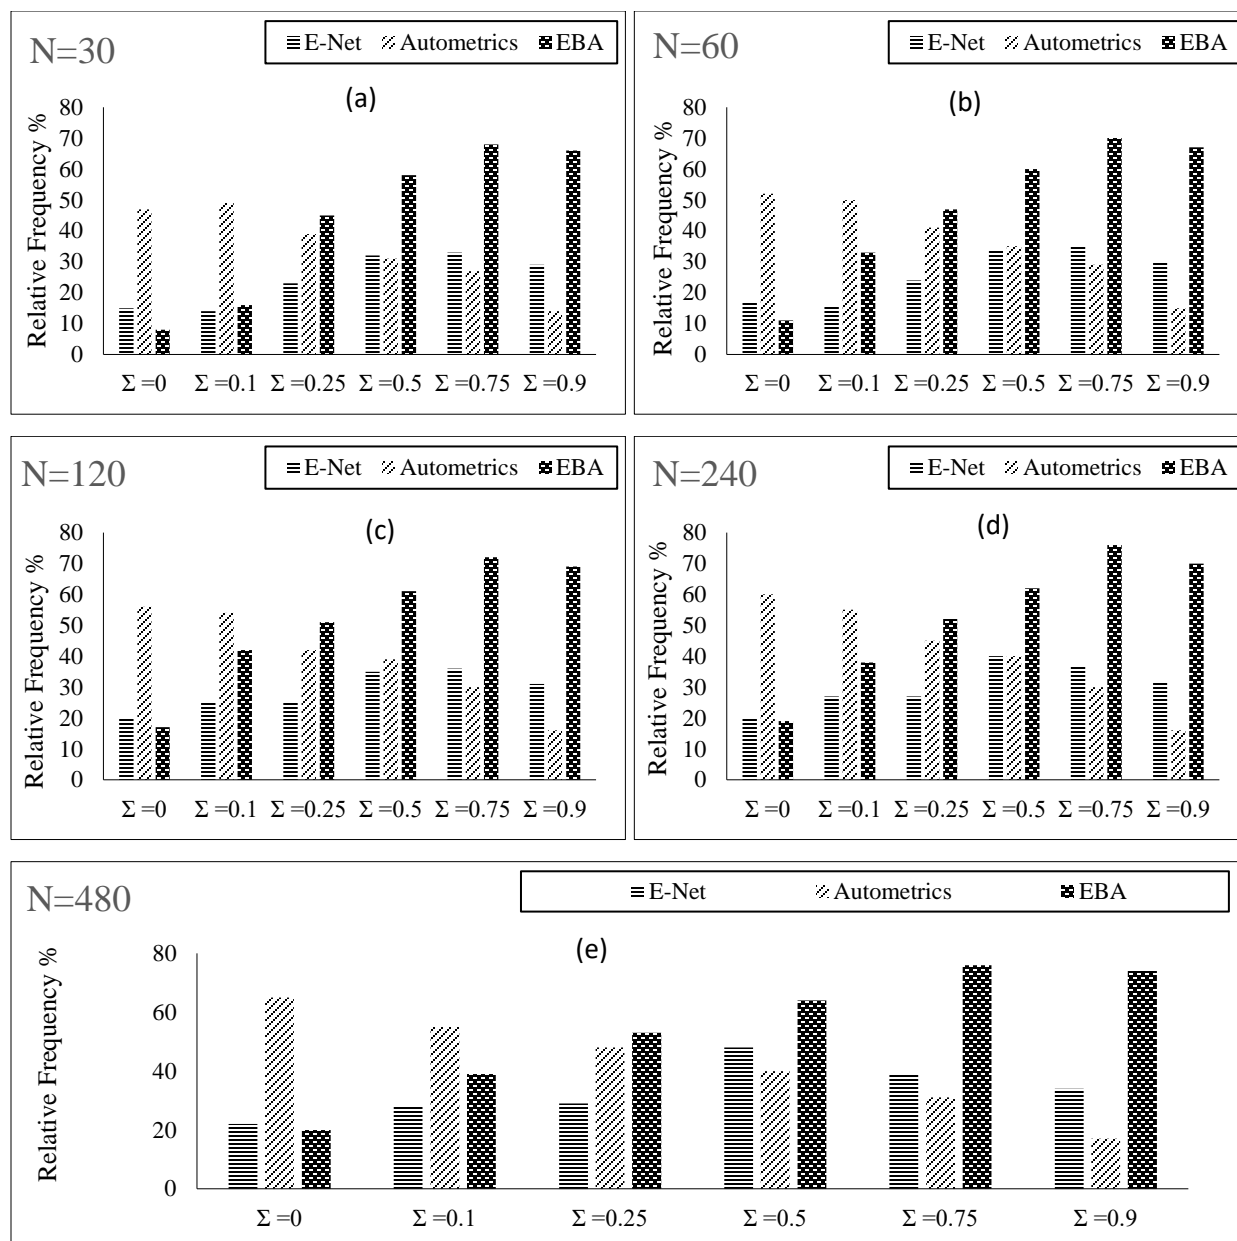 N=30
E-Net Autometrics EBA
(a)
Relative Frequency %
80
70
60
50
40
30
20
10
0
Σ =0 Σ =0.1 Σ =0.25 Σ =0.5 Σ =0.75 Σ =0.9
N=60
E-Net Autometrics EBA
(b)
Relative Frequency %
80
70
60
50
40
30
20
10
0
Σ =0 Σ =0.1 Σ =0.25 Σ =0.5 Σ =0.75 Σ =0.9
N=120
E-Net Autometrics EBA
(c)
Relative Frequency %
80
70
60
50
40
30
20
10
0
Σ =0 Σ =0.1 Σ =0.25 Σ =0.5 Σ =0.75 Σ =0.9
N=240
E-Net Autometrics EBA
(d)
Relative Frequency %
80
70
60
50
40
30
20
10
0
Σ =0 Σ =0.1 Σ =0.25 Σ =0.5 Σ =0.75 Σ =0.9
N=480
E-Net Autometrics EBA
(e)
Relative Frequency %
80
60
40
20
0
Σ =0 Σ =0.1 Σ =0.25 Σ =0.5 Σ =0.75 Σ =0.9